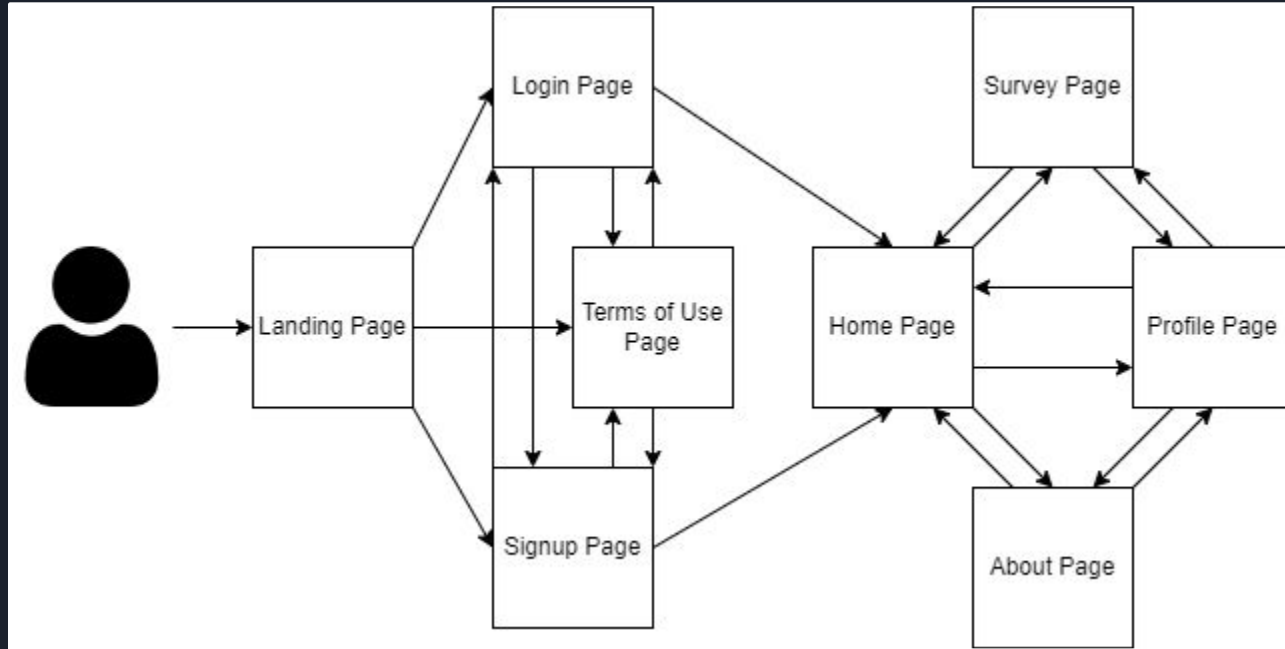 Login Page
Survey Page
Landing Page
Terms of Use
Page
Home Page
Profile Page
Signup Page
About Page